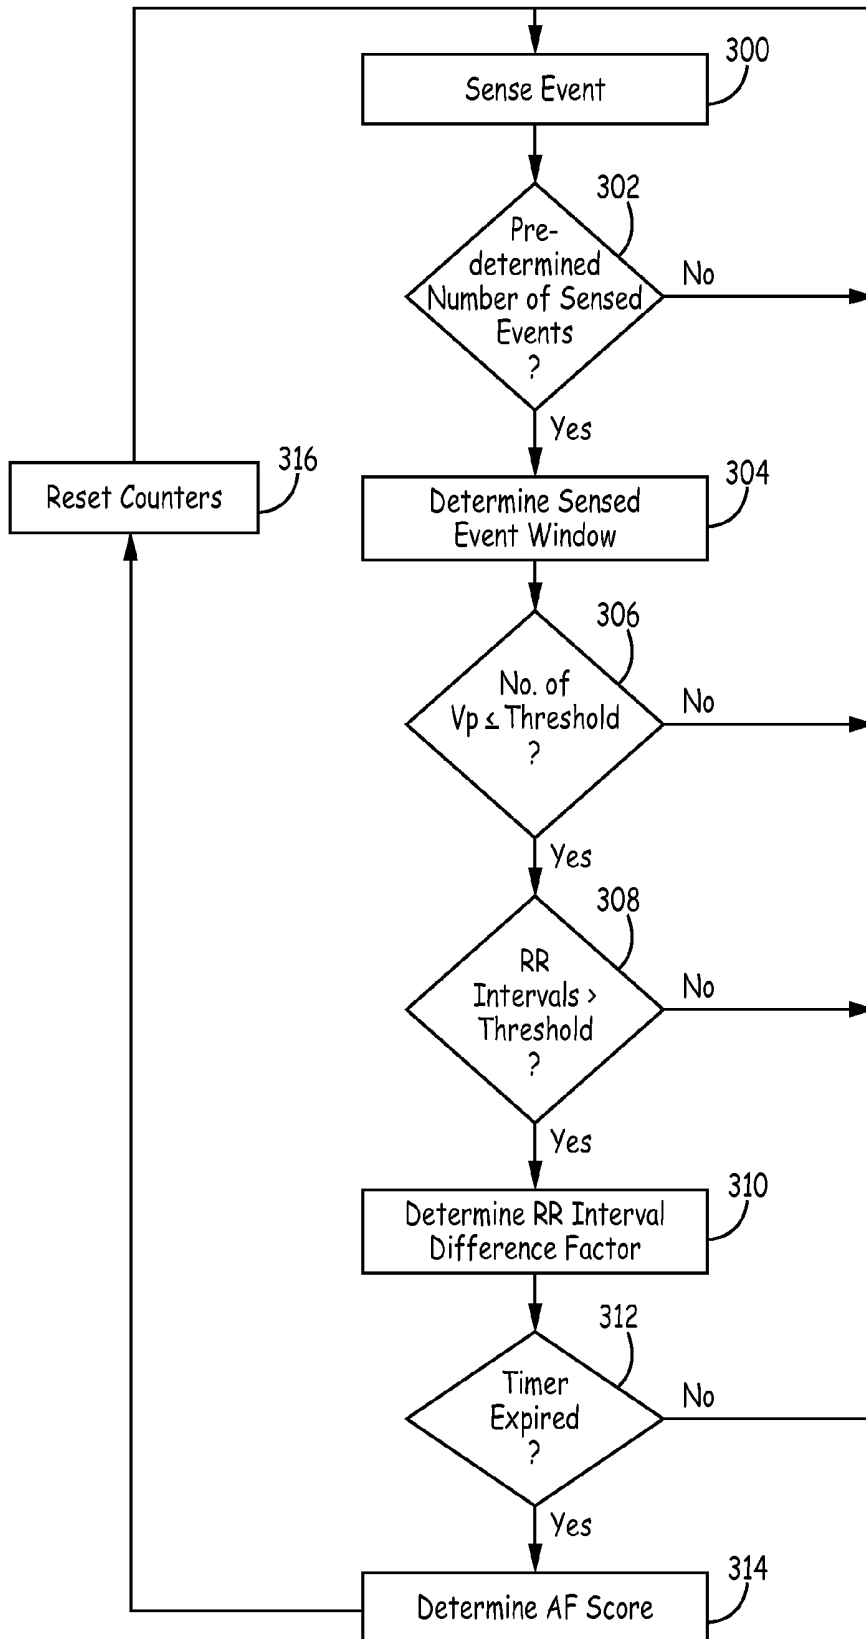 300
Sense Event
302
Pre-
determined
Number of Sensed
Events
?
No
Yes
316
Reset Counters
304
Determine Sensed
Event Window
306
No. of
Vp ≤ Threshold
?
No
Yes
308
RR
Intervals >
Threshold
?
No
Yes
310
Determine RR Interval
Difference Factor
312
Timer
Expired
?
No
Yes
314
Determine AF Score